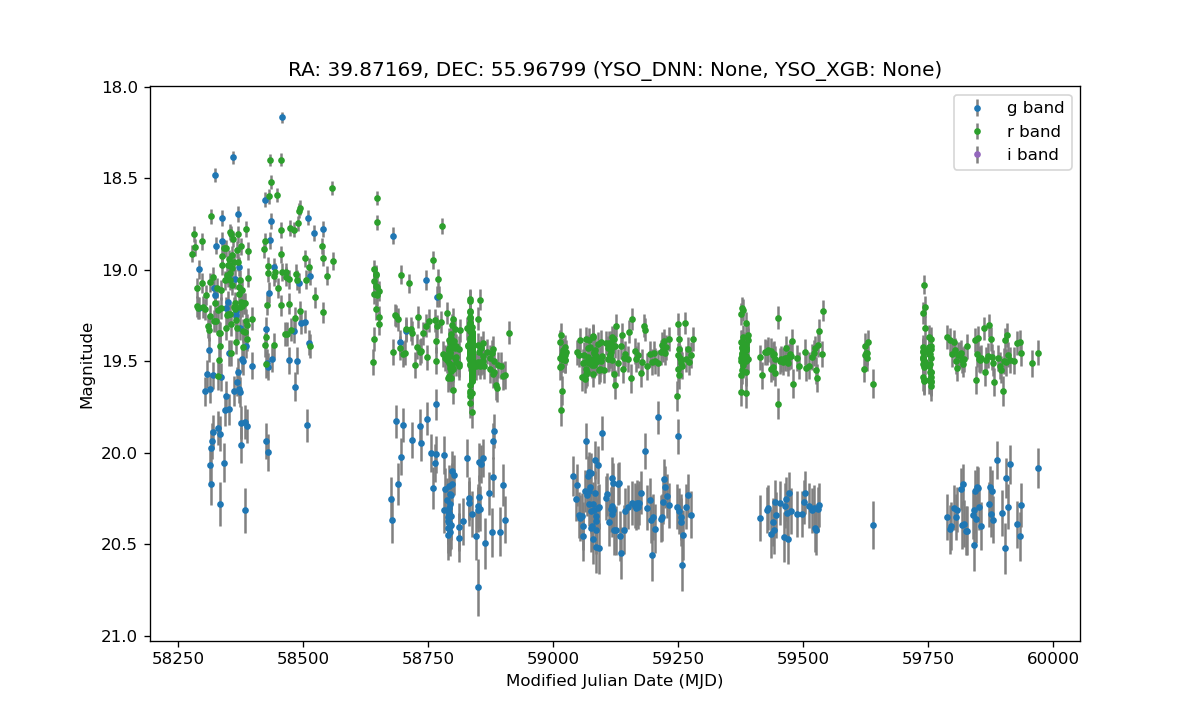 RA: 39.87169, DEC: 55.96799 (YSO_DNN: None, YSO_XGB: None)
g band
r band
i band
18.0
18.5
19.0
19.5
20.0
20.5
21.0
Magnitude
58250 58500 58750 59000 59250 59500 59750 60000
Modified Julian Date (MJD)